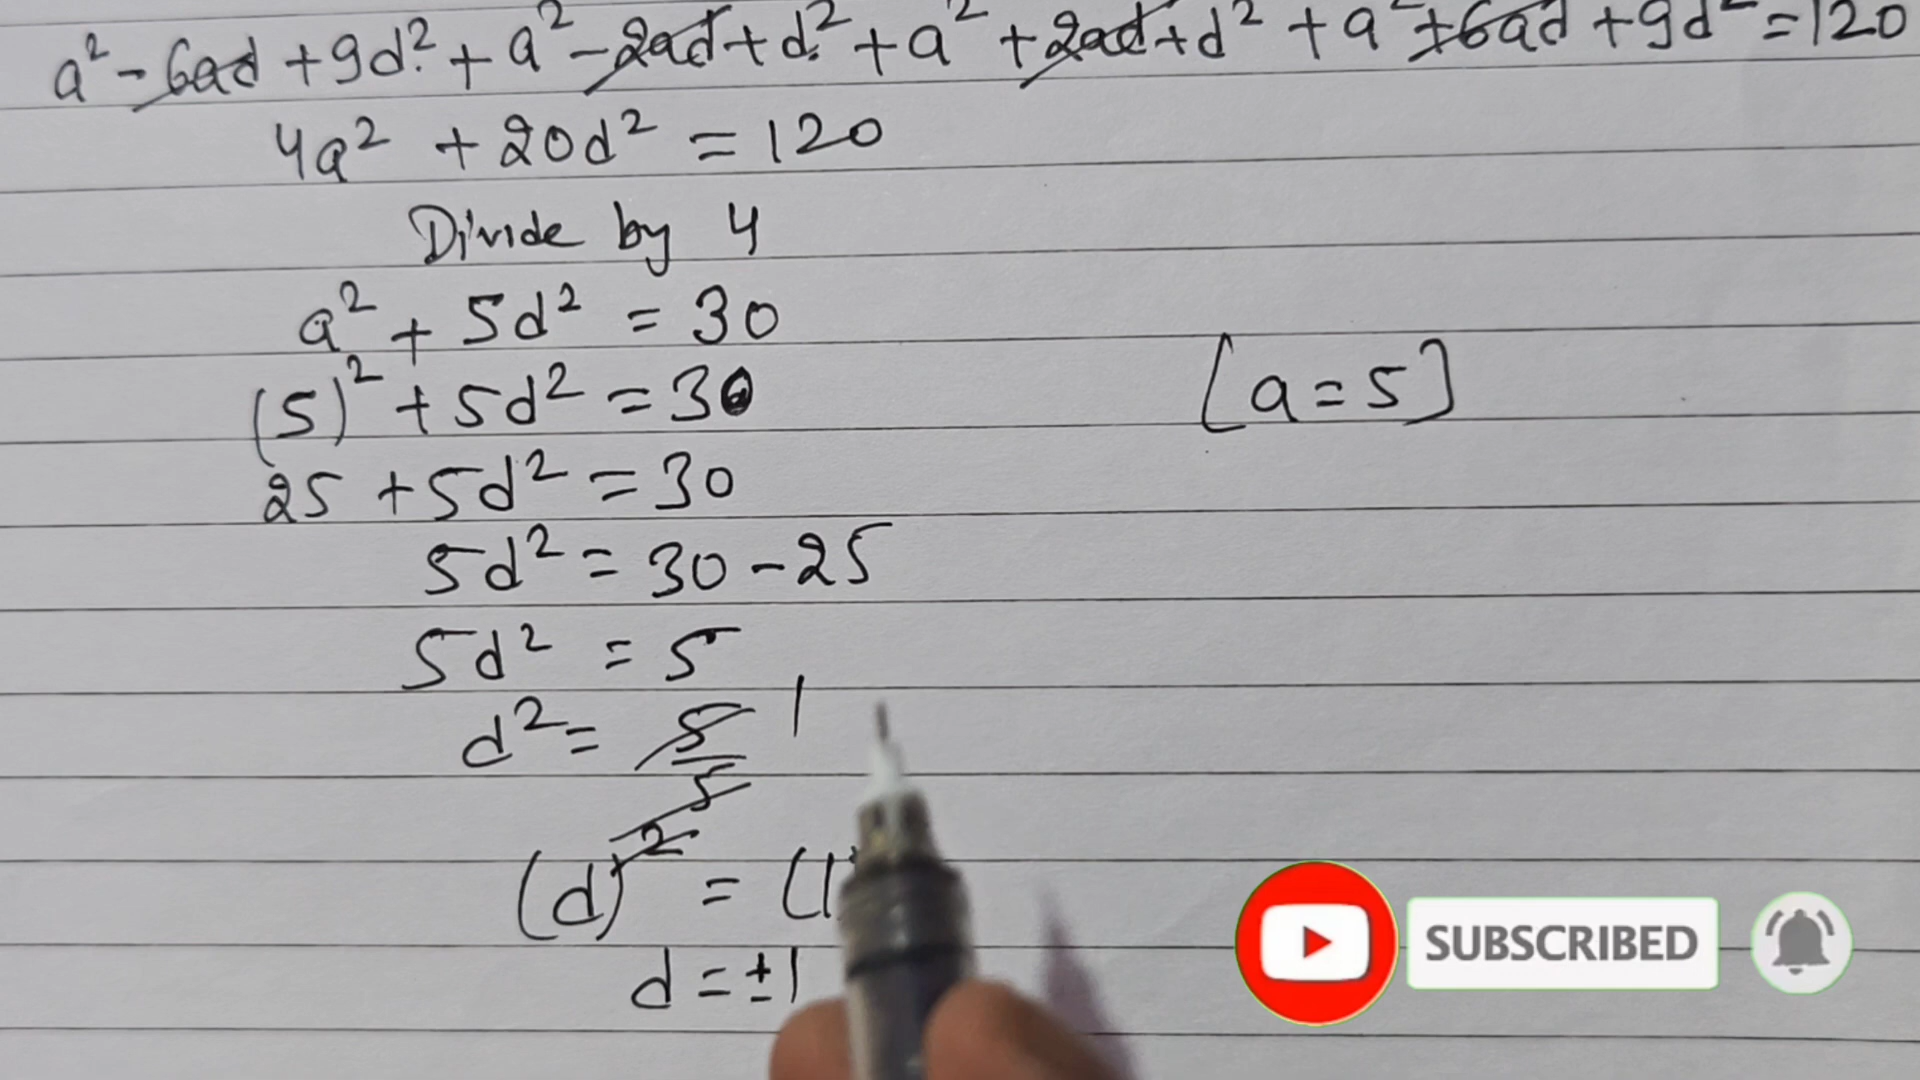 a² - 6ad + 9d² + a² - 2ad + d² + a² + 2ad + d² + a² + 6ad + 9d² = 120
4a² + 20d² = 120
Divide by 4
a² + 5d² = 30
(5)² + 5d² = 30
[a = 5]
25 + 5d² = 30
5d² = 30 - 25
5d² = 5
d² = 5/5 1
(d)² = (1
d = ±1
SUBSCRIBED